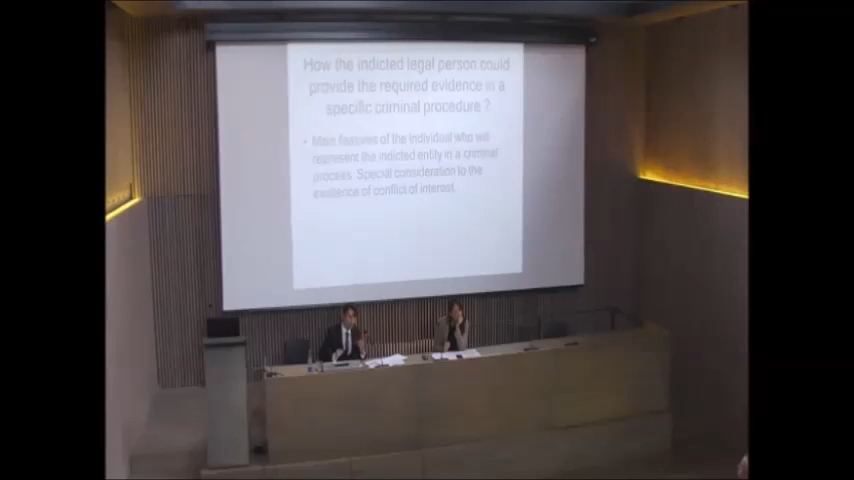 How the indicted legal person could
provide the required evidence in a
specific criminal procedure ?
• Main features of the individual who will
represent the indicted entity in a criminal
process. Special consideration to the
existence of conflict of interest.